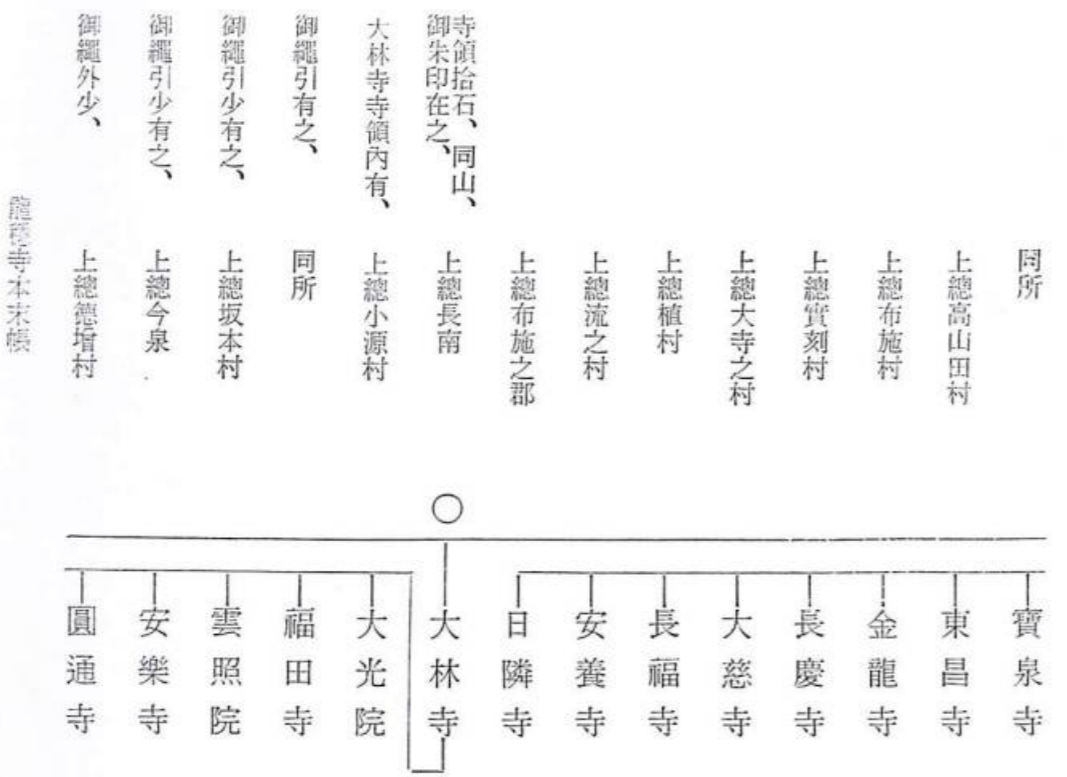 同所
寶泉寺
上總高山田村
東昌寺
上總布施村
金龍寺
上總實刻村
長慶寺
上總大寺之村
大慈寺
上總植村
長福寺
上總流之村
安養寺
上總布施之郡
日隣寺
寺領拾石、同山、
御朱印在之、
上總長南
○
大林寺
大林寺寺領內有、
上總小源村
大光院
御繩引有之、
同所
福田寺
御繩引少有之、
上總坂本村
雲照院
御繩引少有之、
上總今泉
安樂寺
御繩外少、
上總德增村
圓通寺
龍穩寺本末帳